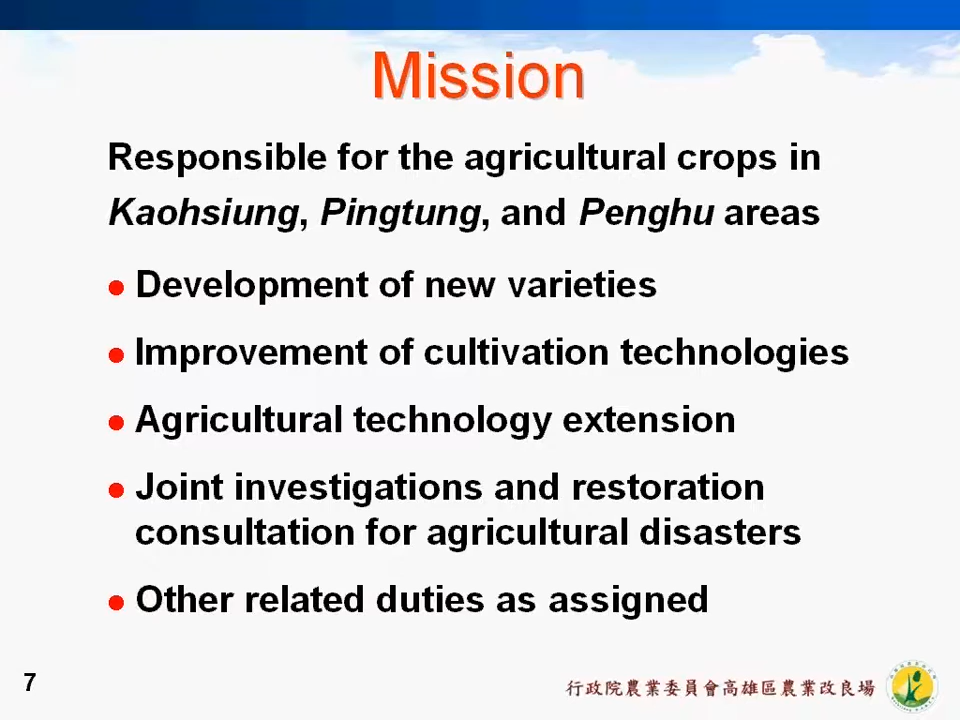 Mission
Responsible for the agricultural crops in
Kaohsiung, Pingtung, and Penghu areas
Development of new varieties
Improvement of cultivation technologies
Agricultural technology extension
Joint investigations and restoration
consultation for agricultural disasters
Other related duties as assigned
7
行政院農業委員會高雄區農業改良場